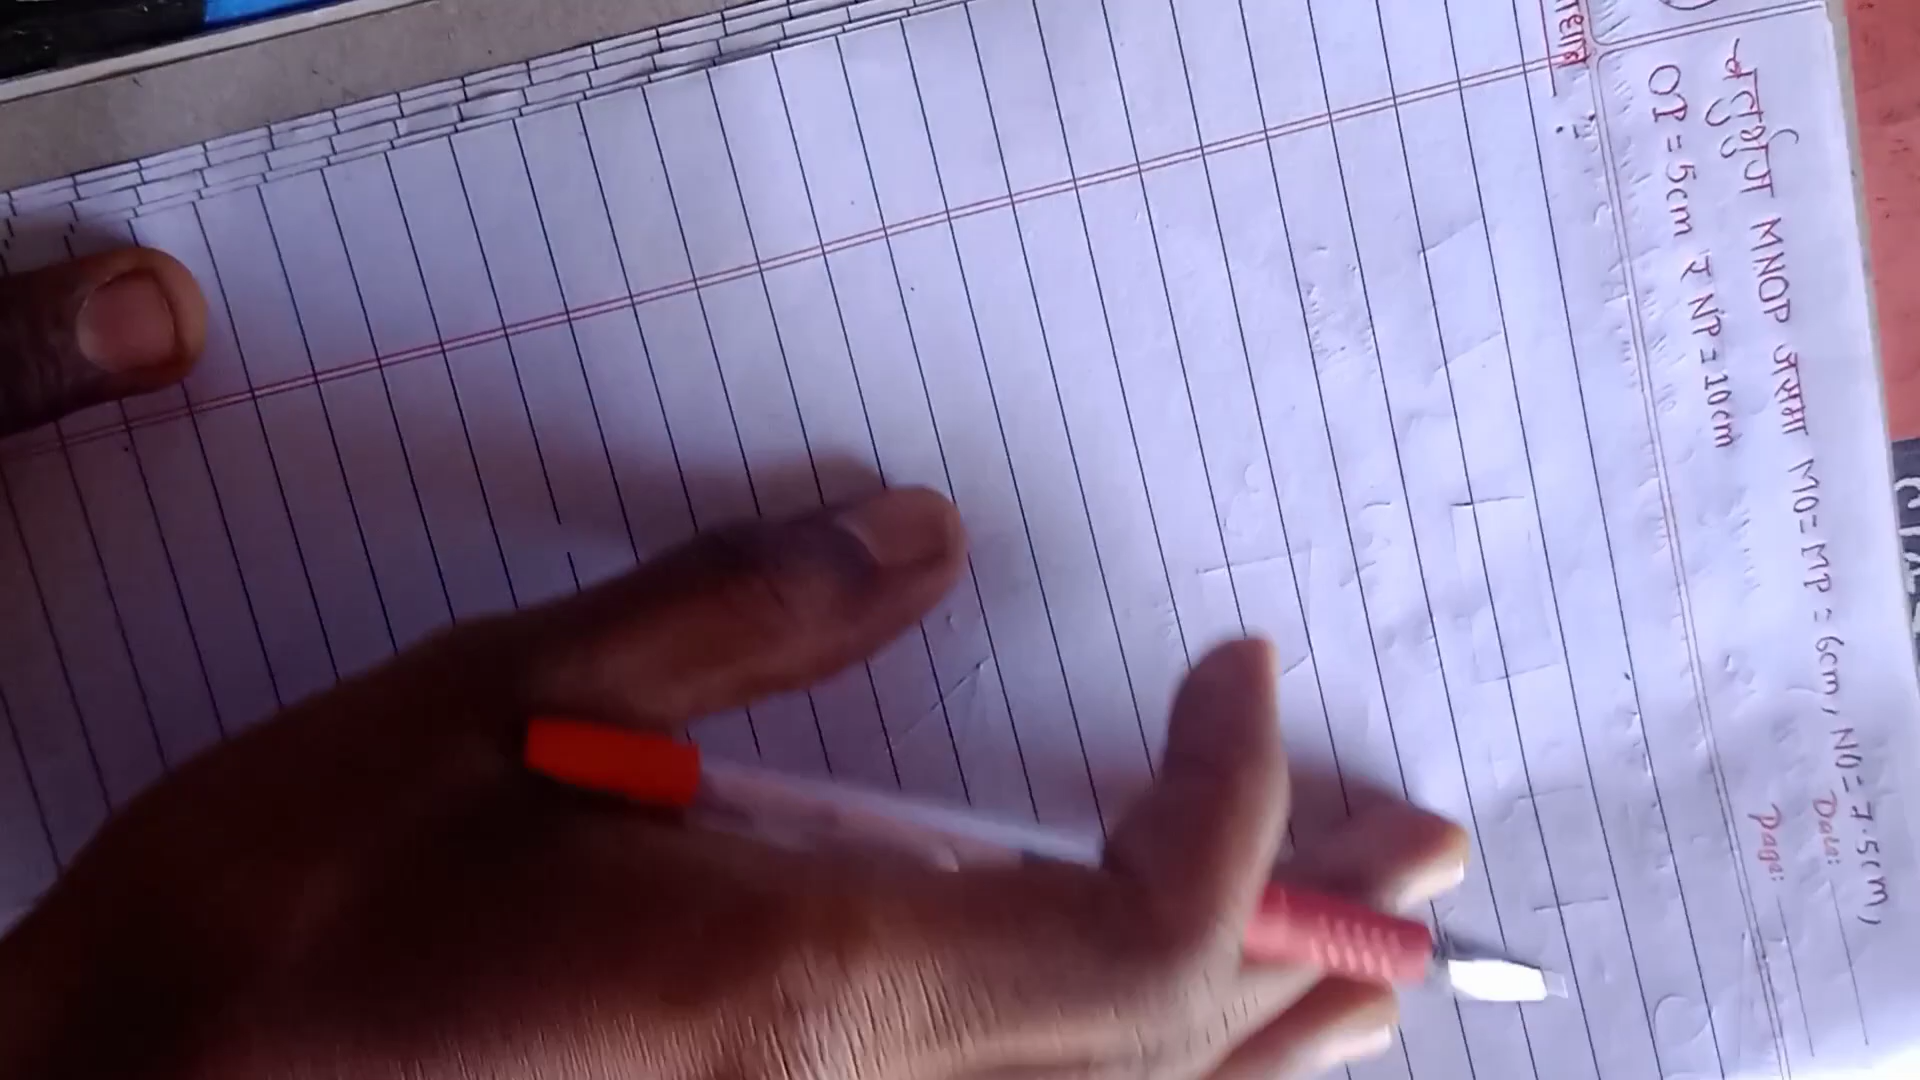 चतुर्भुज MNOP जसमा MO = MP = 6cm, NO = 7.5cm,
OP = 5cm र NP = 10cm
Date:
Page: